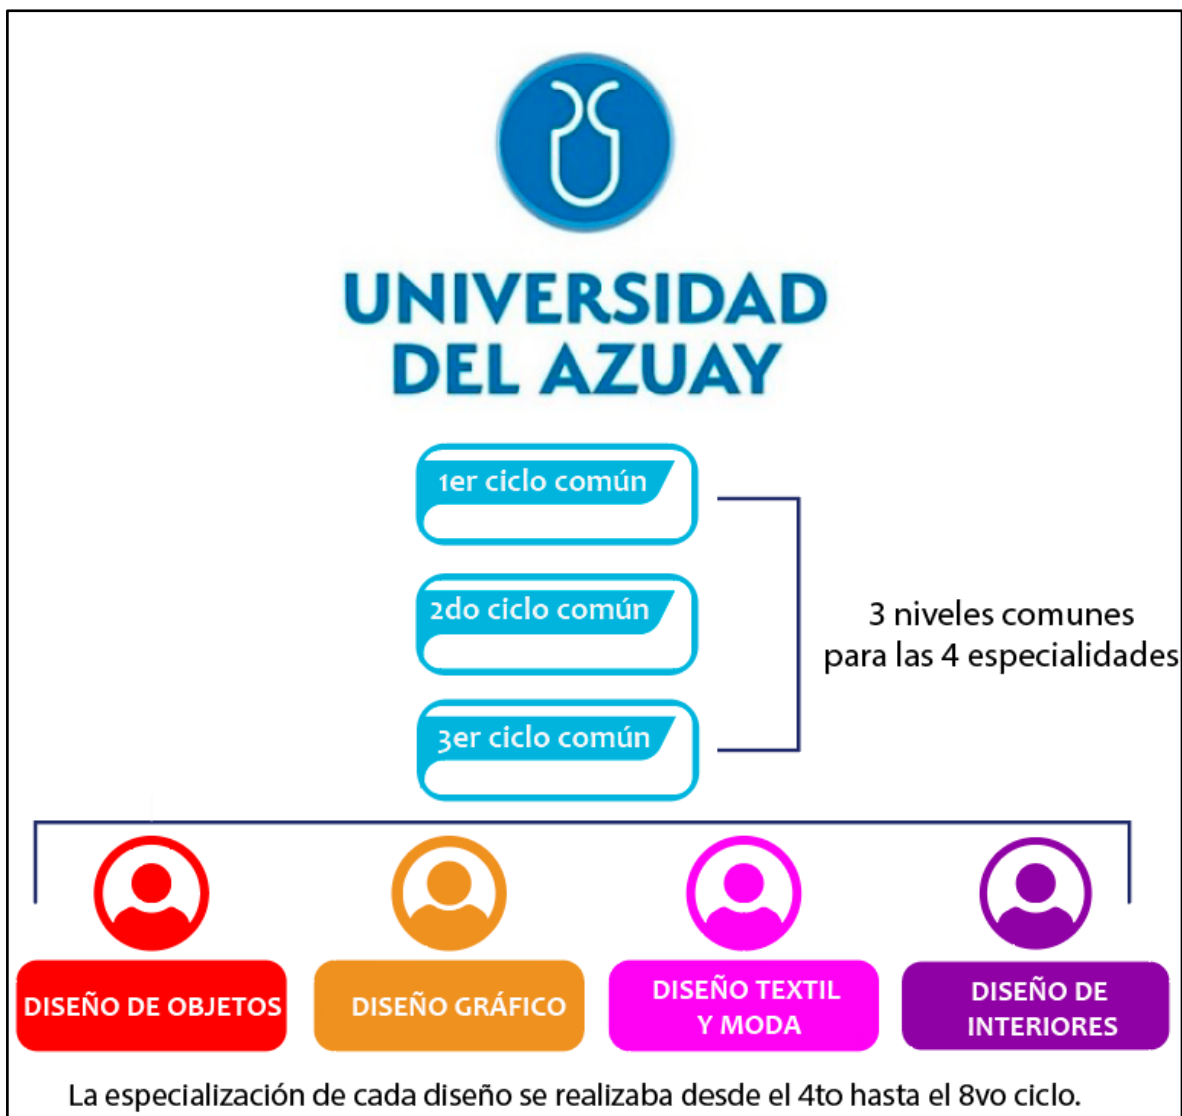 UNIVERSIDAD
DEL AZUAY
1er ciclo común
2do ciclo común
3er ciclo común
3 niveles comunes
para las 4 especialidades
DISEÑO DE OBJETOS
DISEÑO GRÁFICO
DISEÑO TEXTIL
Y MODA
DISEÑO DE
INTERIORES
La especialización de cada diseño se realizaba desde el 4to hasta el 8vo ciclo.